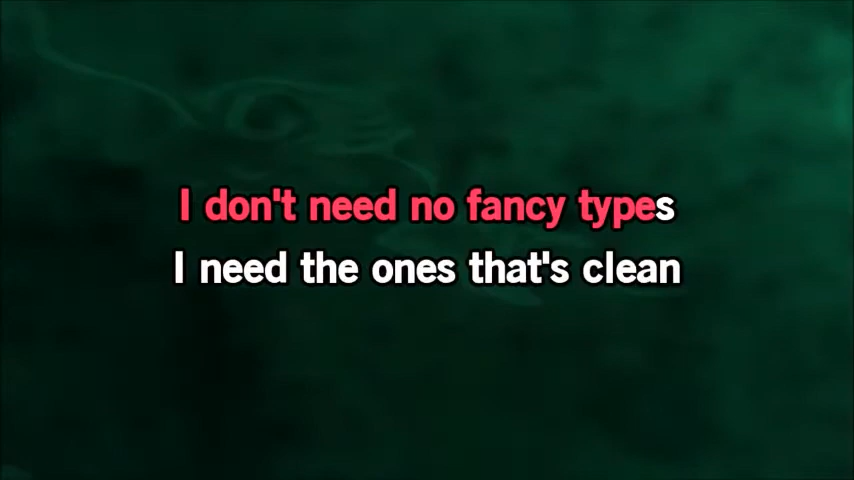 I don't need no fancy types
I need the ones that's clean